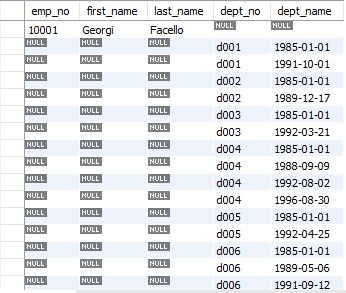 emp_no first_name last_name dept_no dept_name
10001 Georgi Facello NULL NULL
NULL NULL NULL d001 1985-01-01
NULL NULL NULL d001 1991-10-01
NULL NULL NULL d002 1985-01-01
NULL NULL NULL d002 1989-12-17
NULL NULL NULL d003 1985-01-01
NULL NULL NULL d003 1992-03-21
NULL NULL NULL d004 1985-01-01
NULL NULL NULL d004 1988-09-09
NULL NULL NULL d004 1992-08-02
NULL NULL NULL d004 1996-08-30
NULL NULL NULL d005 1985-01-01
NULL NULL NULL d005 1992-04-25
NULL NULL NULL d006 1985-01-01
NULL NULL NULL d006 1989-05-06
NULL NULL NULL d006 1991-09-12